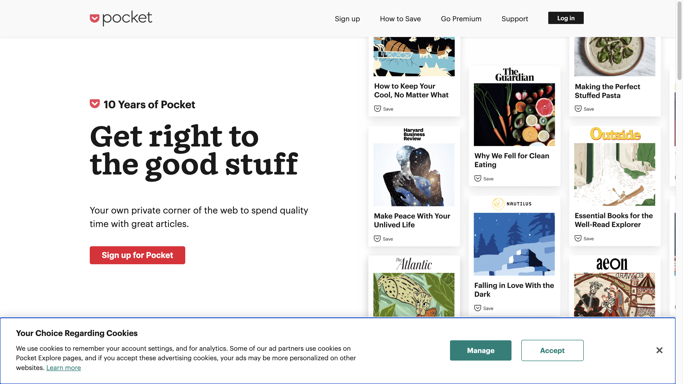 pocket
Sign up
How to Save
Go Premium
Support
Log in
10 Years of Pocket
Get right to
the good stuff
Your own private corner of the web to spend quality
time with great articles.
Sign up for Pocket
How to Keep Your
Cool, No Matter What
Save
Harvard
Business
Review
Make Peace With Your
Unlived Life
Save
The Atlantic
The
Guardian
Why We Fell for Clean
Eating
Save
NAUTILUS
Falling in Love With the
Dark
Save
Making the Perfect
Stuffed Pasta
Save
Outside
Essential Books for the
Well-Read Explorer
Save
aeon
Your Choice Regarding Cookies
We use cookies to remember your account settings, and for analytics. Some of our ad partners use cookies on
Pocket Explore pages, and if you accept these advertising cookies, your ads may be more personalized on other
websites. Learn more
Manage
Accept